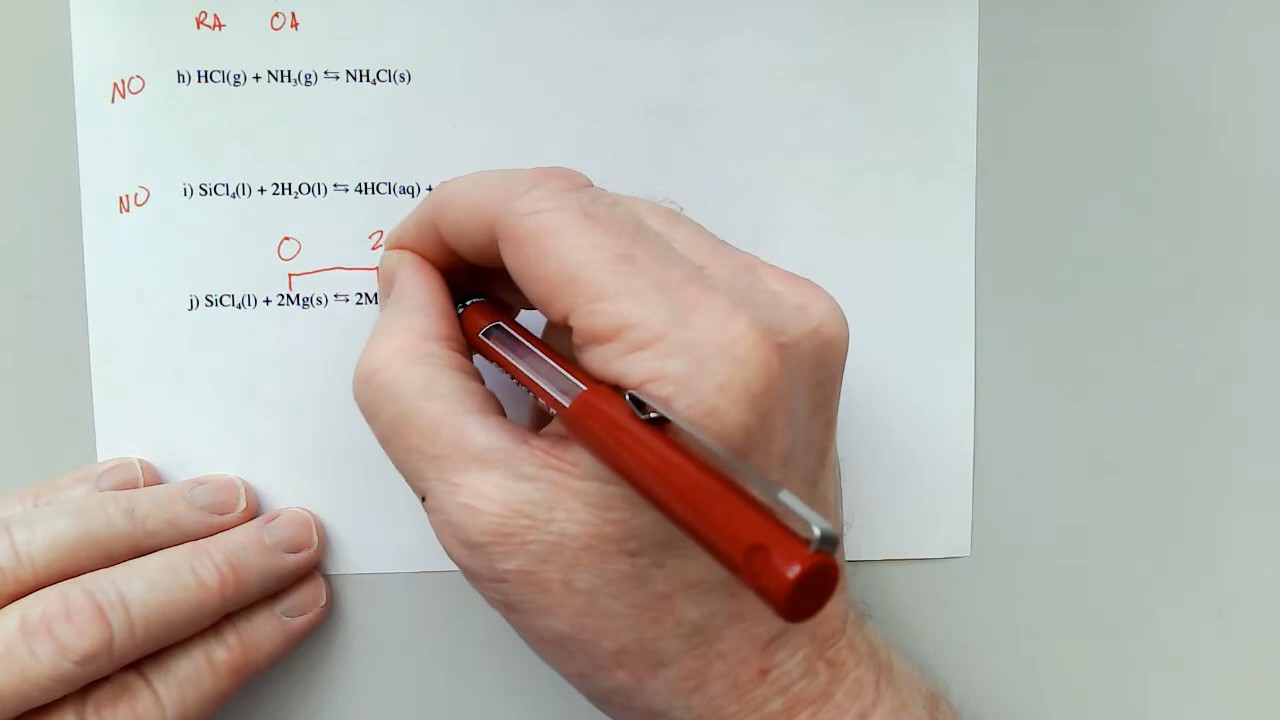 RA OA
NO h) HCl(g) + NH₃(g) ⇆ NH₄Cl(s)
NO i) SiCl₄(l) + 2H₂O(l) ⇆ 4HCl(aq) +
0 2
j) SiCl₄(l) + 2Mg(s) ⇆ 2M